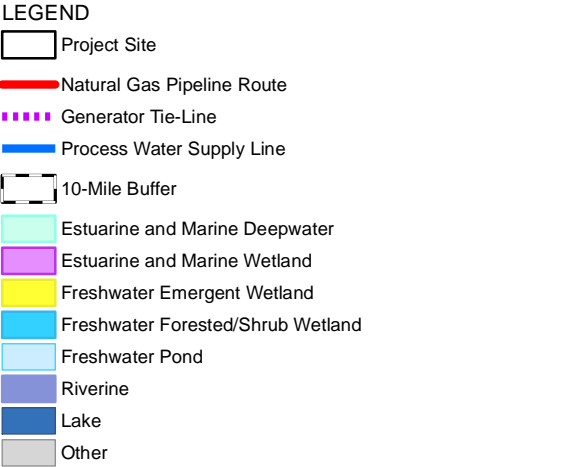 LEGEND
Project Site
Natural Gas Pipeline Route
Generator Tie-Line
Process Water Supply Line
10-Mile Buffer
Estuarine and Marine Deepwater
Estuarine and Marine Wetland
Freshwater Emergent Wetland
Freshwater Forested/Shrub Wetland
Freshwater Pond
Riverine
Lake
Other